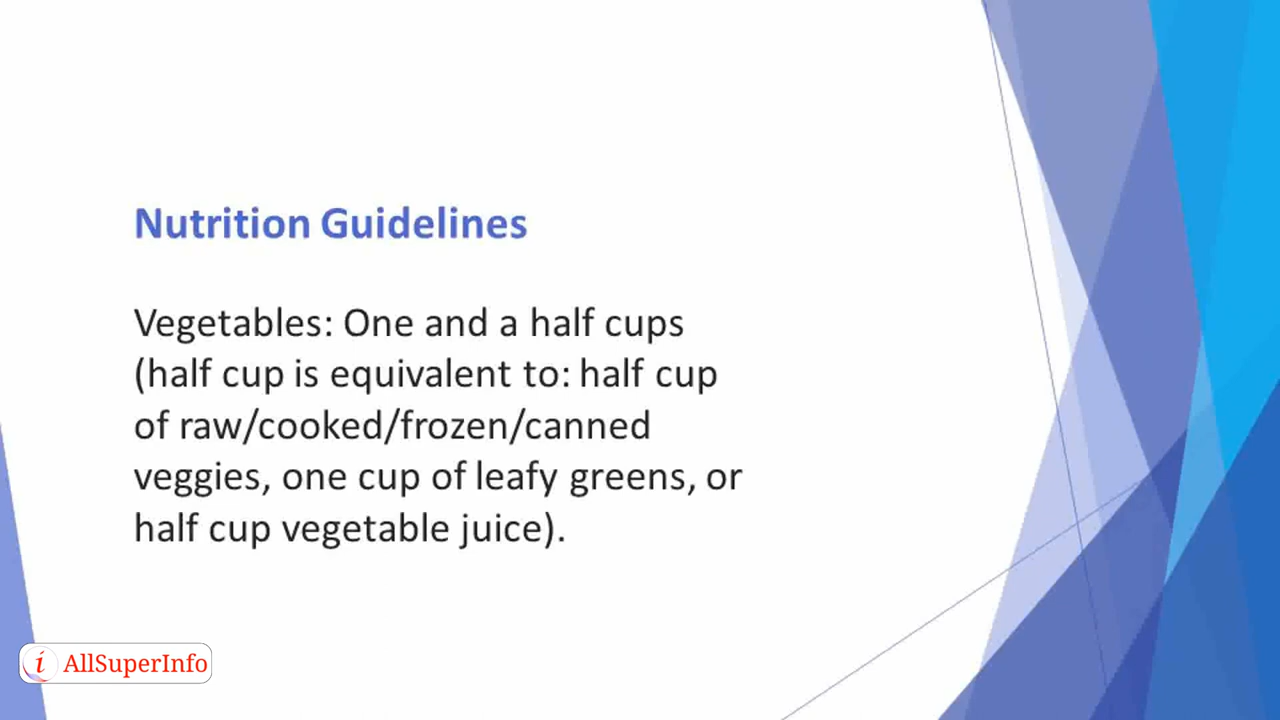 Nutrition Guidelines
Vegetables: One and a half cups
(half cup is equivalent to: half cup
of raw/cooked/frozen/canned
veggies, one cup of leafy greens, or
half cup vegetable juice).
i AllSuperInfo